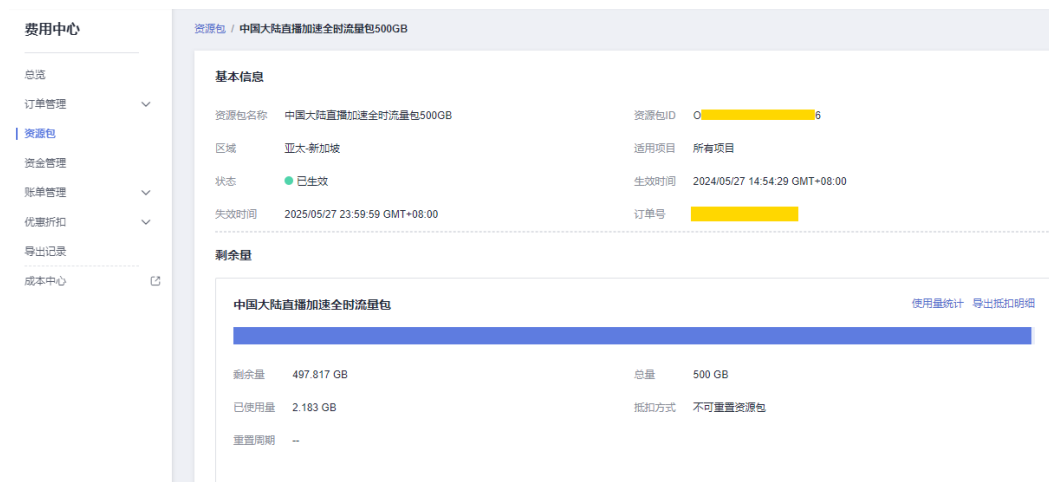 费用中心
总览
订单管理
资源包
资金管理
账单管理
优惠折扣
导出记录
成本中心
资源包 / 中国大陆直播加速全时流量包500GB
基本信息
资源包名称 中国大陆直播加速全时流量包500GB 资源包ID O 6
区域 亚太-新加坡 适用项目 所有项目
状态 已生效 生效时间 2024/05/27 14:54:29 GMT+08:00
失效时间 2025/05/27 23:59:59 GMT+08:00 订单号
剩余量
中国大陆直播加速全时流量包 使用量统计 导出抵扣明细
剩余量 497.817 GB 总量 500 GB
已使用量 2.183 GB 抵扣方式 不可重置资源包
重置周期 --